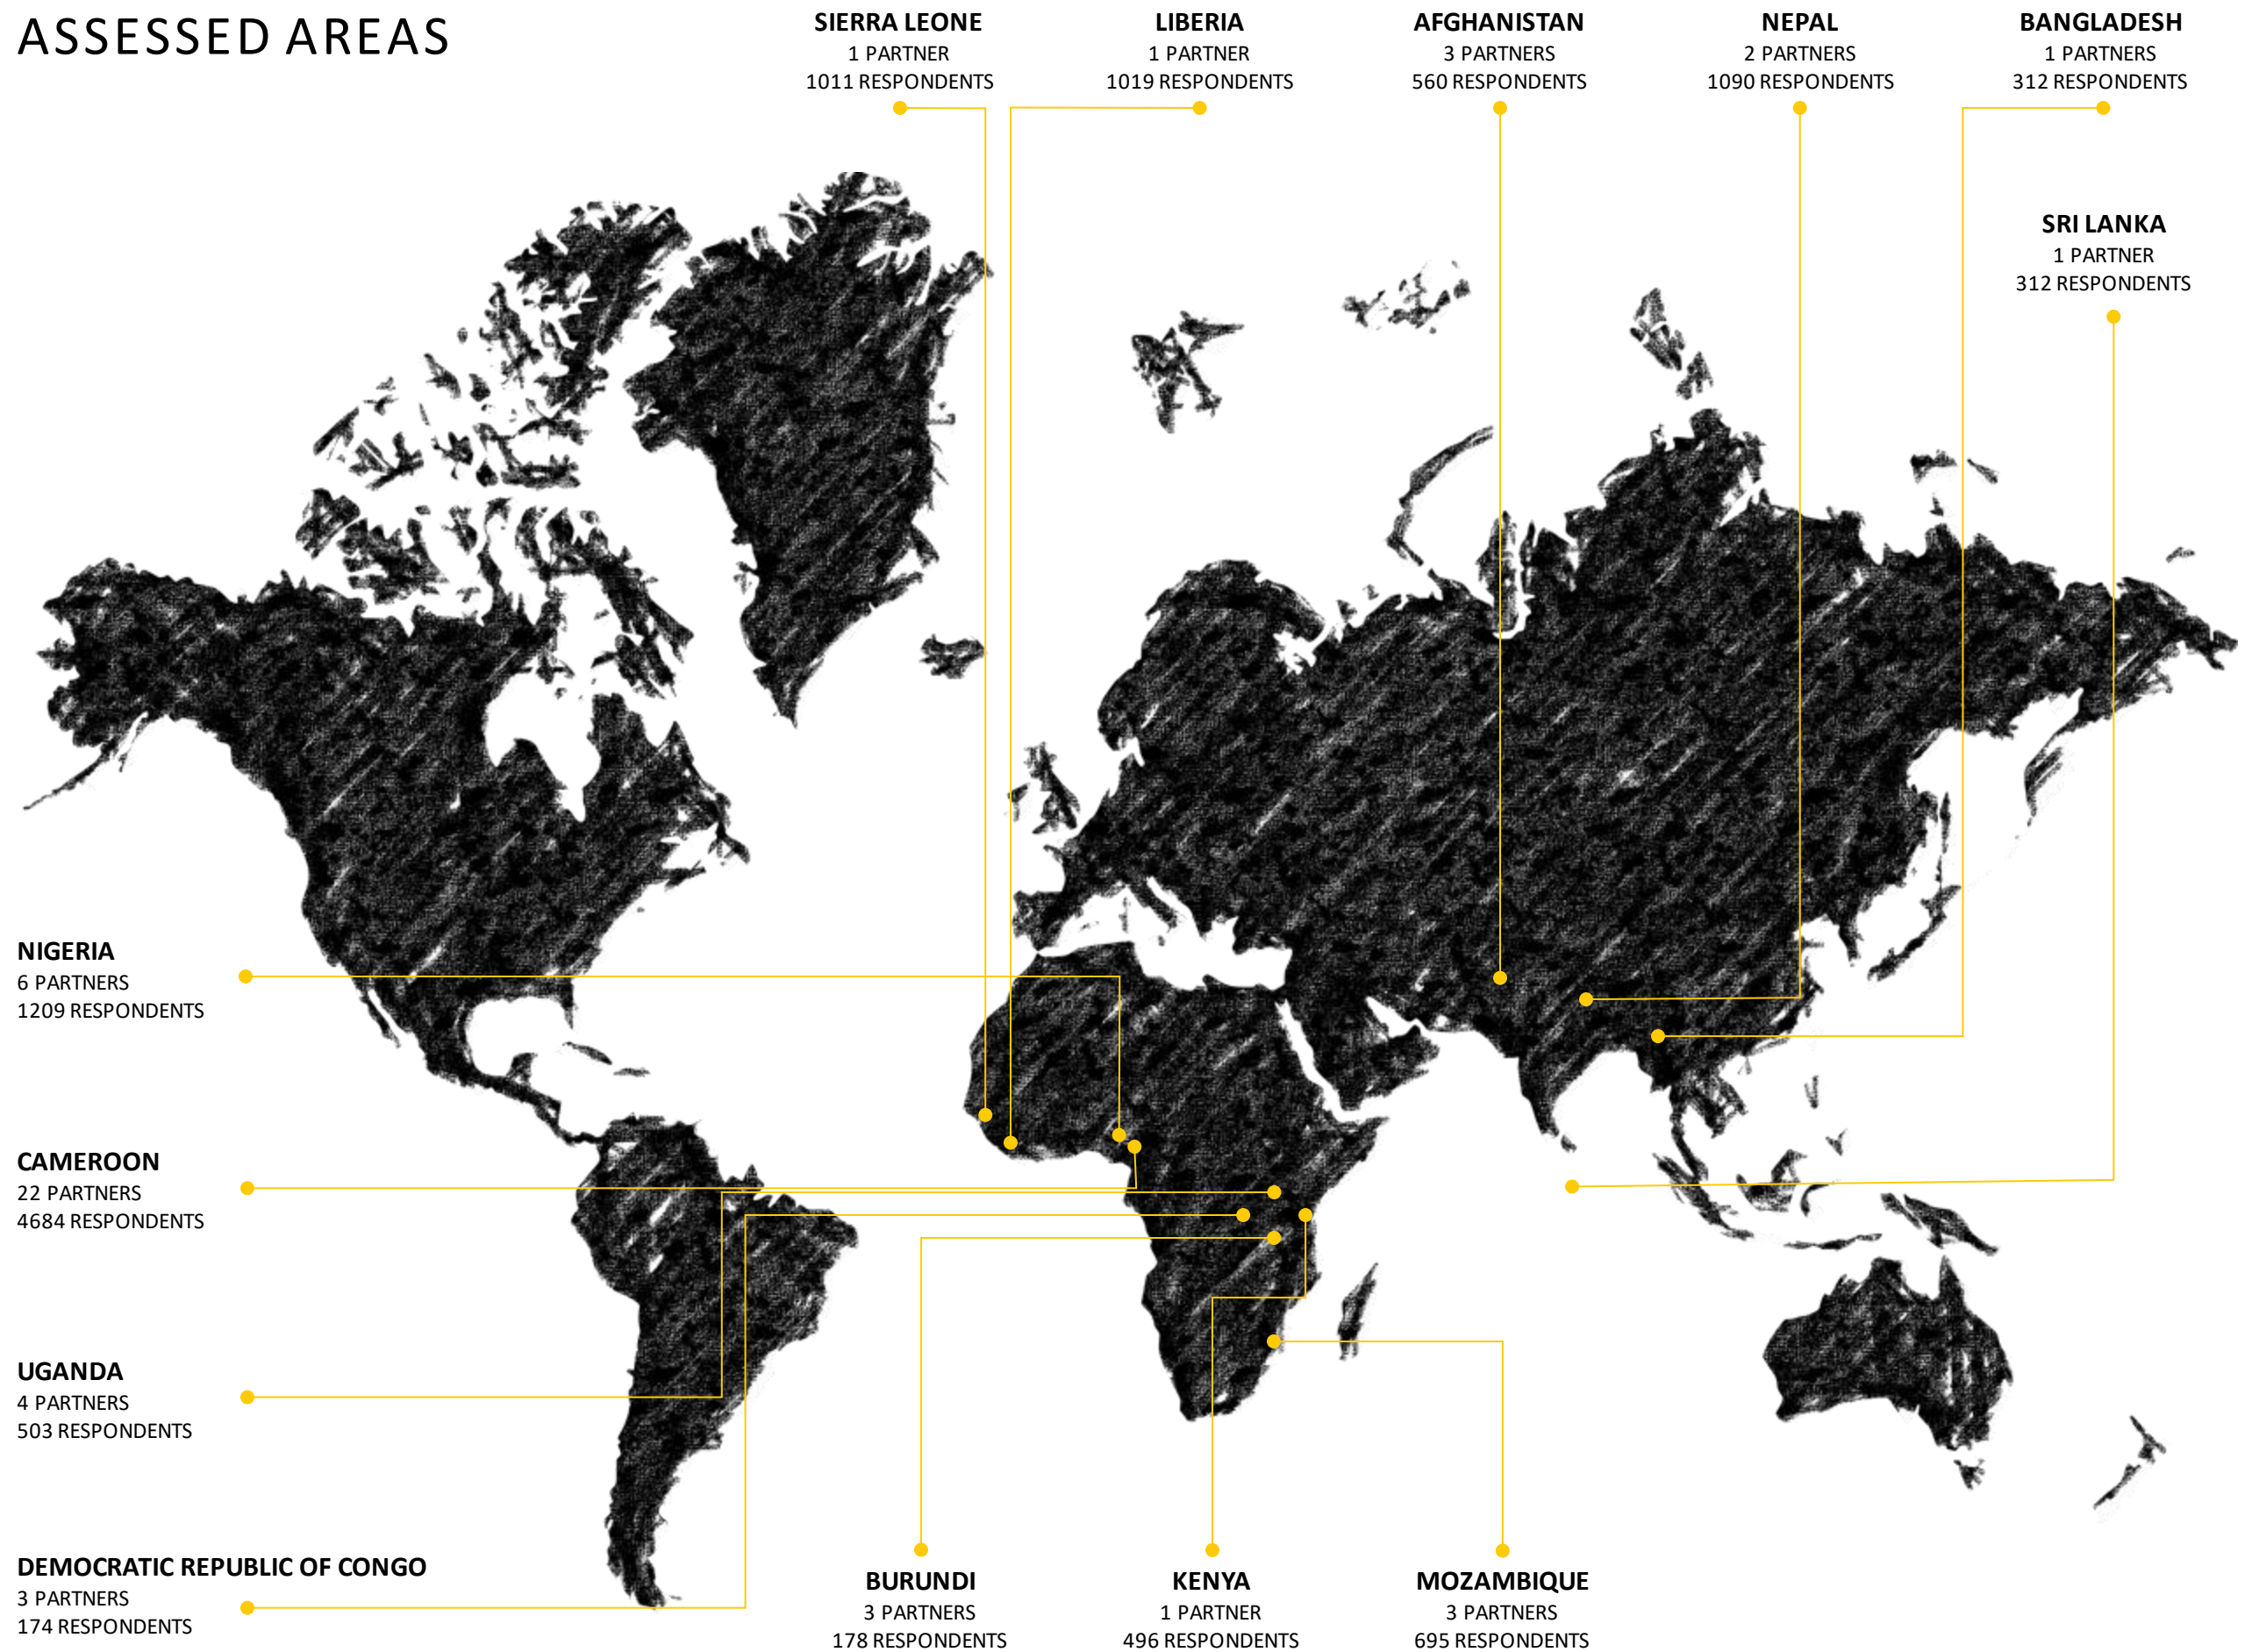 ASSESSED AREAS
SIERRA LEONE
1 PARTNER
1011 RESPONDENTS
LIBERIA
1 PARTNER
1019 RESPONDENTS
AFGHANISTAN
3 PARTNERS
560 RESPONDENTS
NEPAL
2 PARTNERS
1090 RESPONDENTS
BANGLADESH
1 PARTNERS
312 RESPONDENTS
SRI LANKA
1 PARTNER
312 RESPONDENTS
NIGERIA
6 PARTNERS
1209 RESPONDENTS
CAMEROON
22 PARTNERS
4684 RESPONDENTS
UGANDA
4 PARTNERS
503 RESPONDENTS
DEMOCRATIC REPUBLIC OF CONGO
3 PARTNERS
174 RESPONDENTS
BURUNDI
3 PARTNERS
178 RESPONDENTS
KENYA
1 PARTNER
496 RESPONDENTS
MOZAMBIQUE
3 PARTNERS
695 RESPONDENTS